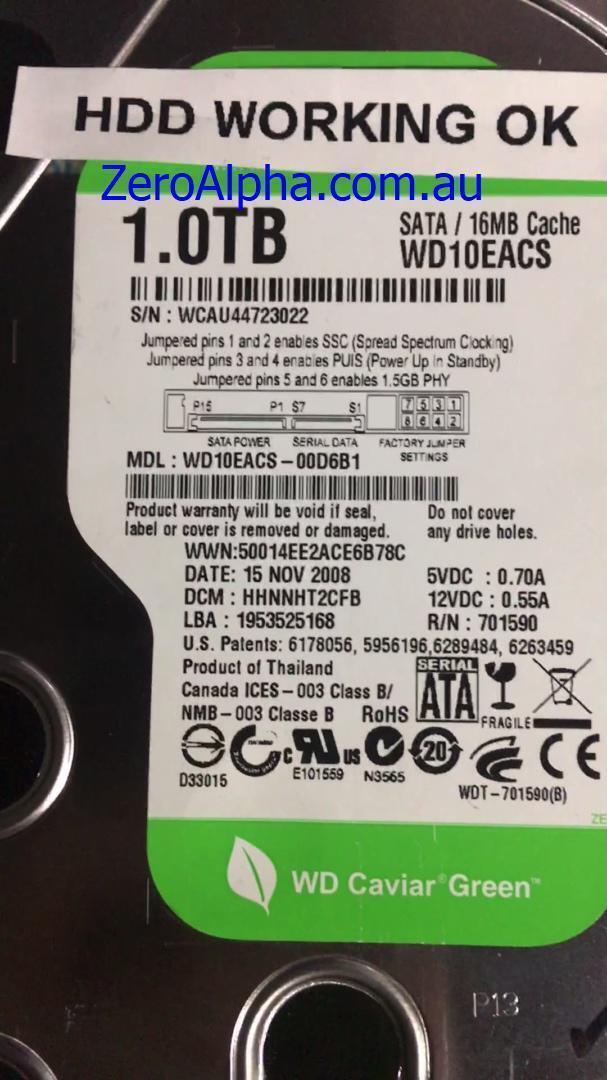 HDD WORKING OK
ZeroAlpha.com.au
1.0TB
SATA / 16MB Cache
WD10EACS
S/N : WCAU44723022
Jumpered pins 1 and 2 enables SSC (Spread Spectrum Clocking)
Jumpered pins 3 and 4 enables PUIS (Power Up In Standby)
Jumpered pins 5 and 6 enables 1.5GB PHY
P15 P1 S7 S1 7 5 3 1
8 6 4 2
SATA POWER SERIAL DATA FACTORY JUMPER
SETTINGS
MDL : WD10EACS-00D6B1
Product warranty will be void if seal,
label or cover is removed or damaged.
Do not cover
any drive holes.
WWN:50014EE2ACE6B78C
DATE: 15 NOV 2008 5VDC : 0.70A
DCM : HHNNHT2CFB 12VDC : 0.55A
LBA : 1953525168 R/N : 701590
U.S. Patents: 6178056, 5956196,6289484, 6263459
Product of Thailand
Canada ICES-003 Class B/
NMB-003 Classe B RoHS
SERIAL
ATA
FRAGILE
D33015
c US
E101559
N3565
20
CE
WDT-701590(B)
ZE
WD Caviar® Green™
P13